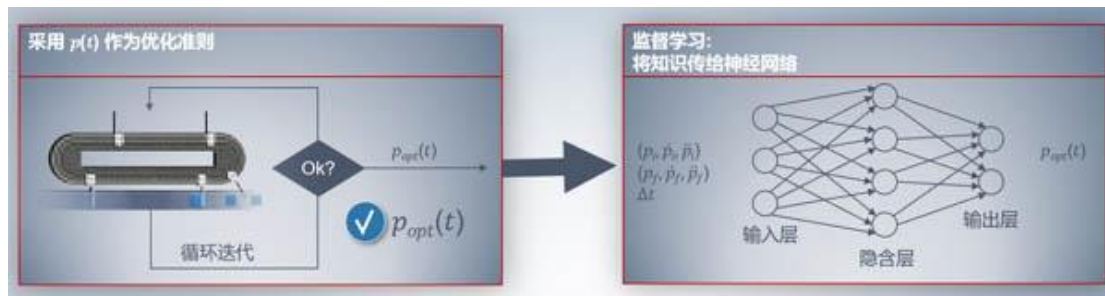 采用 p(t) 作为优化准则
Ok?
p_opt(t)
p_opt(t)
循环迭代
监督学习:
将知识传给神经网络
(p_i, ṗ_i, p̈_i)
(p_f, ṗ_f, p̈_f)
Δt
输入层
隐含层
输出层
p_opt(t)